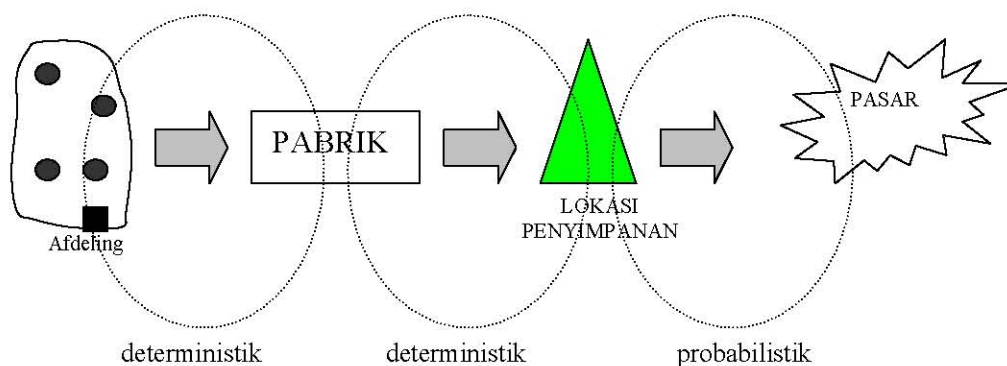 PASAR
PABRIK
LOKASI
PENYIMPANAN
Afdeling
deterministik
deterministik
probabilistik